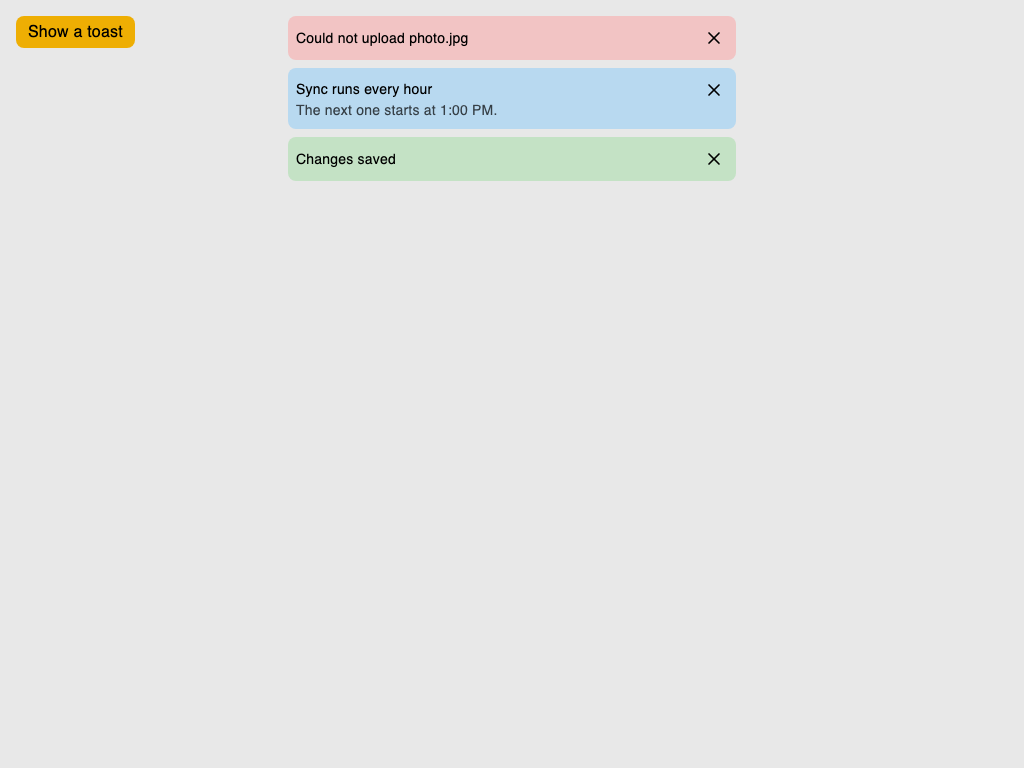 Show a toast
Could not upload photo.jpg
Sync runs every hour
The next one starts at 1:00 PM.
Changes saved